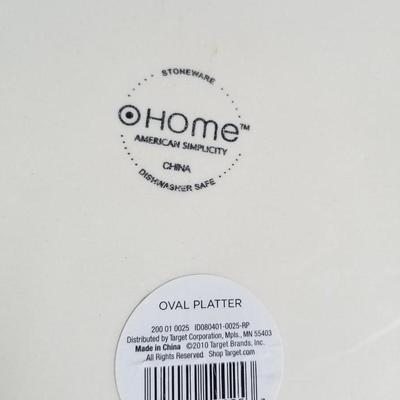 STONEWARE
HOMe™
AMERICAN SIMPLICITY
CHINA
DISHWASHER SAFE
OVAL PLATTER
200 01 0025 ID080401-0025-RP
Distributed by Target Corporation, Mpls., MN 55403
Made in China ©2010 Target Brands, Inc.
All Rights Reserved. Shop Target.com